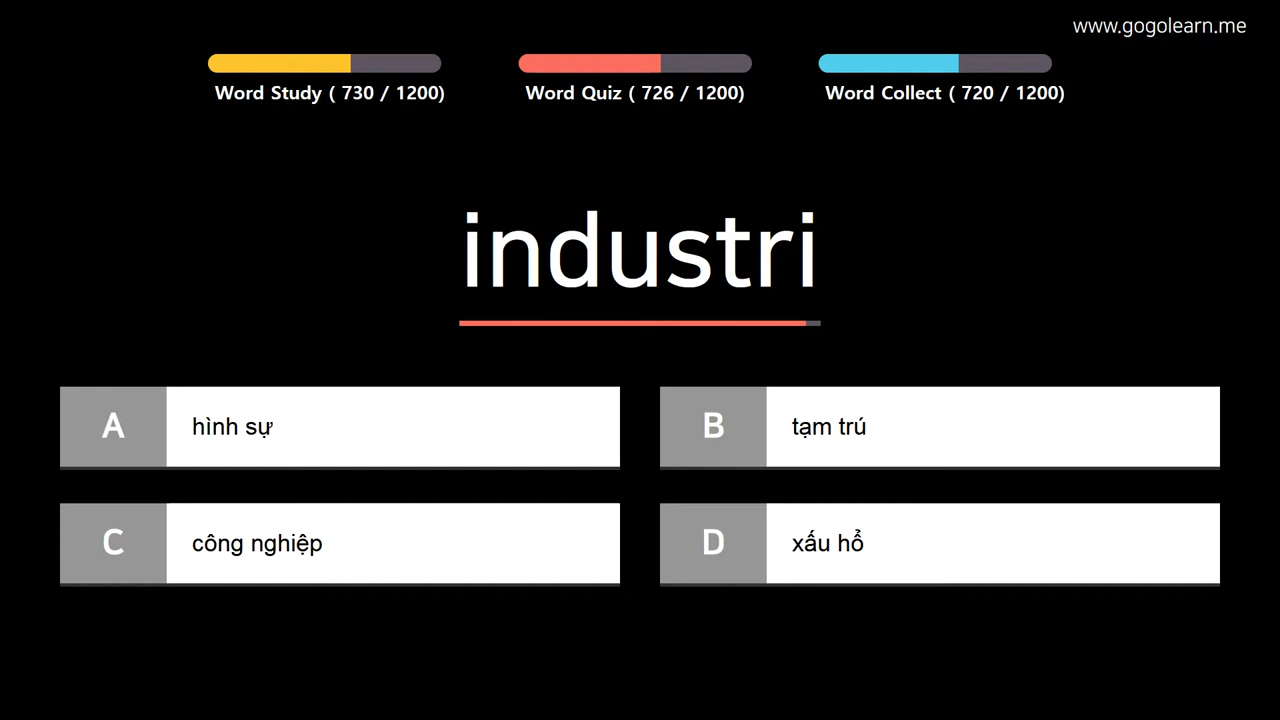 www.gogolearn.me
Word Study ( 730 / 1200)
Word Quiz ( 726 / 1200)
Word Collect ( 720 / 1200)
industri
A
hình sự
B
tạm trú
C
công nghiệp
D
xấu hổ